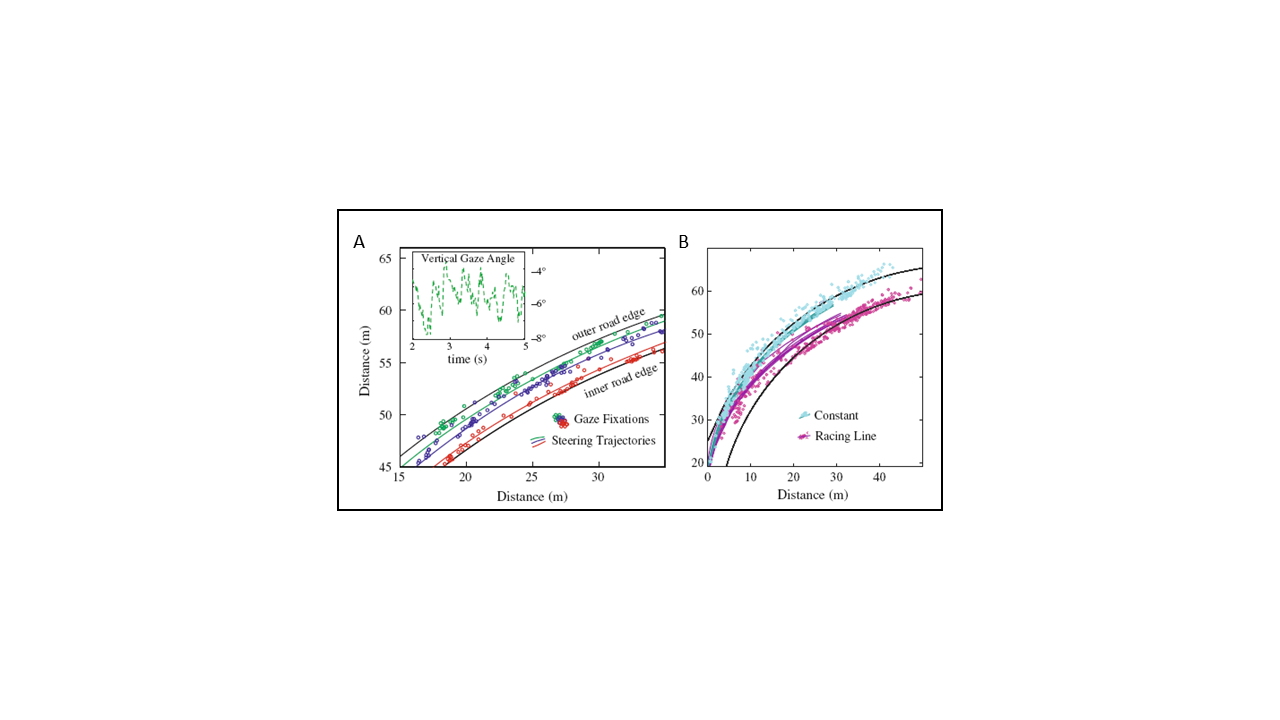 A
Vertical Gaze Angle
−4°
−6°
−8°
2
3
4
5
time (s)
65
60
55
50
45
Distance (m)
outer road edge
inner road edge
Gaze Fixations
Steering Trajectories
15
20
25
30
Distance (m)
B
60
50
40
30
20
Constant
Racing Line
0
10
20
30
40
Distance (m)